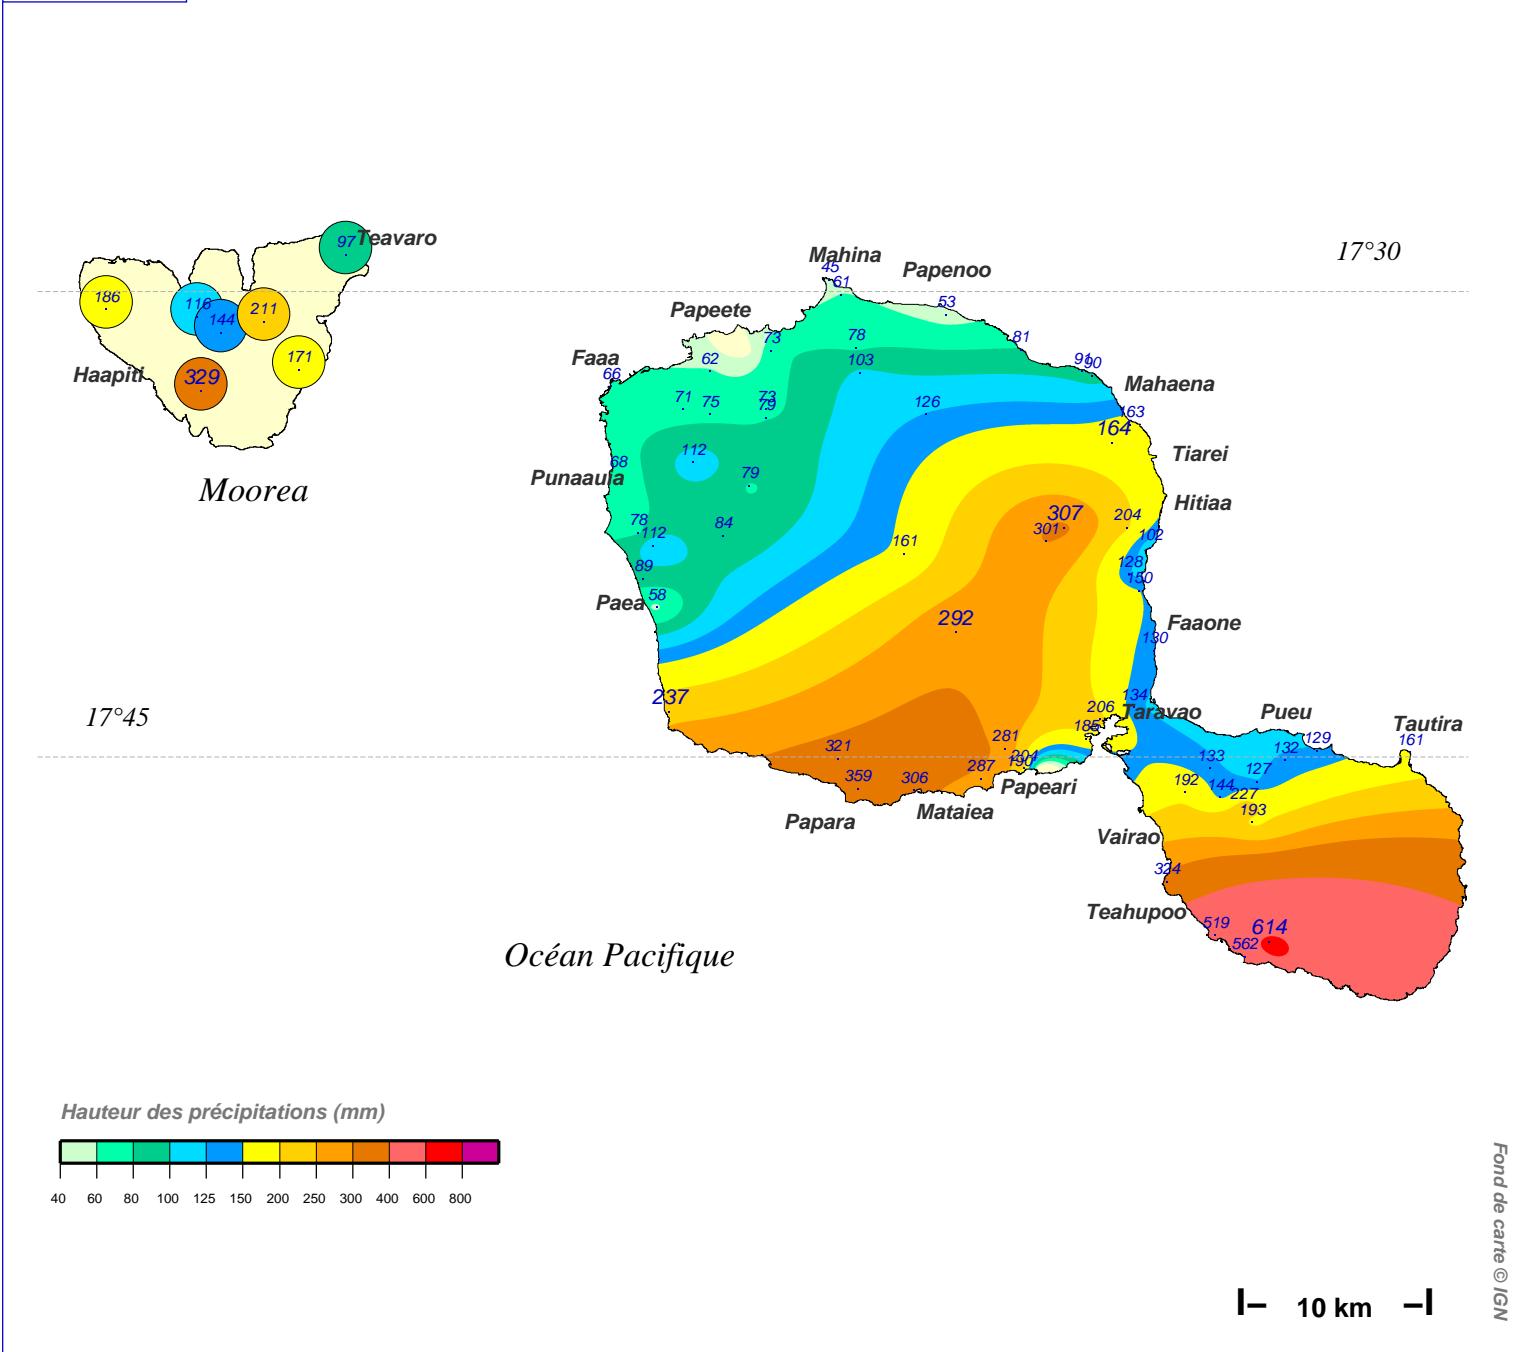 97 Teavaro
Mahina
17°30
45
Papenoo
61
186
116
144
211
53
Papeete
73
78
81
Faaa
62
103
91
90
66
171
Haapiti
329
Mahaena
71
75
73
79
126
163
164
Moorea
112
68
Punaauia
79
Tiarei
Hitiaa
307
301
204
78
112
84
161
102
128
150
89
58
Paea
292
Faaone
130
237
17°45
134
206
Taravao
Pueu
Tautira
185
321
281
204
190
129
132
161
133
127
359
306
287
Papeari
192
144
227
193
Papara
Mataiea
Vairao
324
Teahupoo
519
614
562
Océan Pacifique
Hauteur des précipitations (mm)
40 60 80 100 125 150 200 250 300 400 600 800
Fond de carte © IGN
10 km